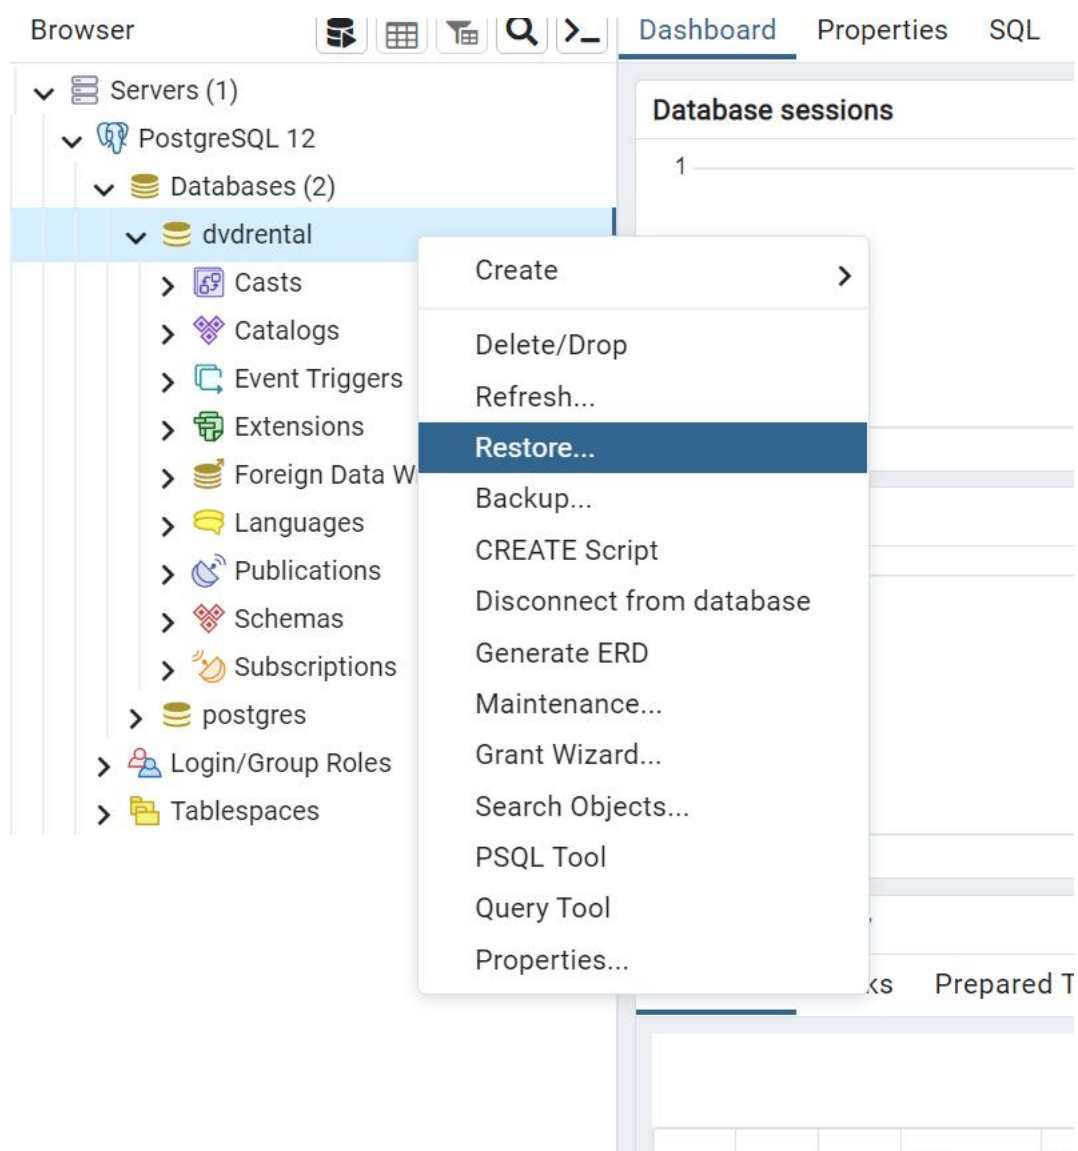 Browser
Dashboard Properties SQL
Servers (1)
PostgreSQL 12
Databases (2)
dvdrental
Casts
Catalogs
Event Triggers
Extensions
Foreign Data W
Languages
Publications
Schemas
Subscriptions
postgres
Login/Group Roles
Tablespaces
Create
Delete/Drop
Refresh...
Restore...
Backup...
CREATE Script
Disconnect from database
Generate ERD
Maintenance...
Grant Wizard...
Search Objects...
PSQL Tool
Query Tool
Properties...
Database sessions
1
ks Prepared T